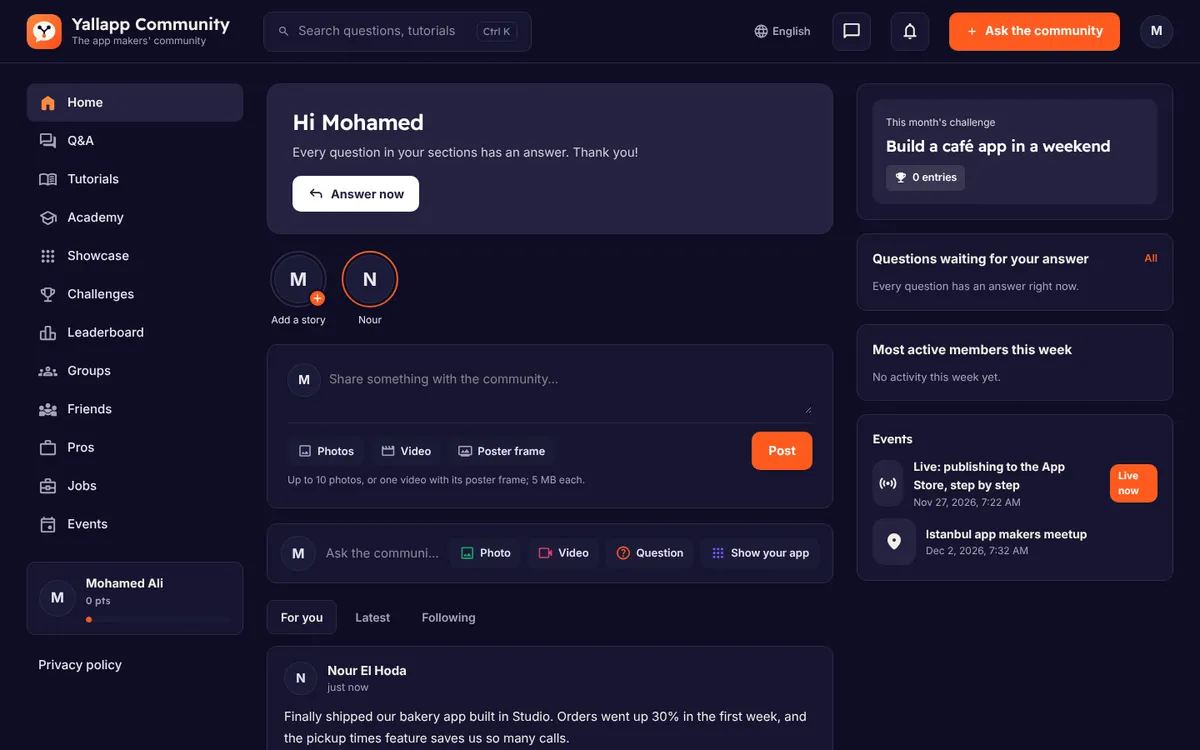 Yallapp Community
The app makers' community
Search questions, tutorials
Ctrl K
English
+ Ask the community
M
Home
Q&A
Tutorials
Academy
Showcase
Challenges
Leaderboard
Groups
Friends
Pros
Jobs
Events
M
Mohamed Ali
0 pts
Privacy policy
Hi Mohamed
Every question in your sections has an answer. Thank you!
Answer now
M
+
Add a story
N
Nour
M
Share something with the community...
Photos
Video
Poster frame
Post
Up to 10 photos, or one video with its poster frame; 5 MB each.
M
Ask the communi...
Photo
Video
Question
Show your app
For you
Latest
Following
N
Nour El Hoda
just now
Finally shipped our bakery app built in Studio. Orders went up 30% in the first week, and
the pickup times feature saves us so many calls.
This month's challenge
Build a café app in a weekend
0 entries
Questions waiting for your answer
All
Every question has an answer right now.
Most active members this week
No activity this week yet.
Events
Live: publishing to the App
Store, step by step
Nov 27, 2026, 7:22 AM
Live
now
Istanbul app makers meetup
Dec 2, 2026, 7:32 AM